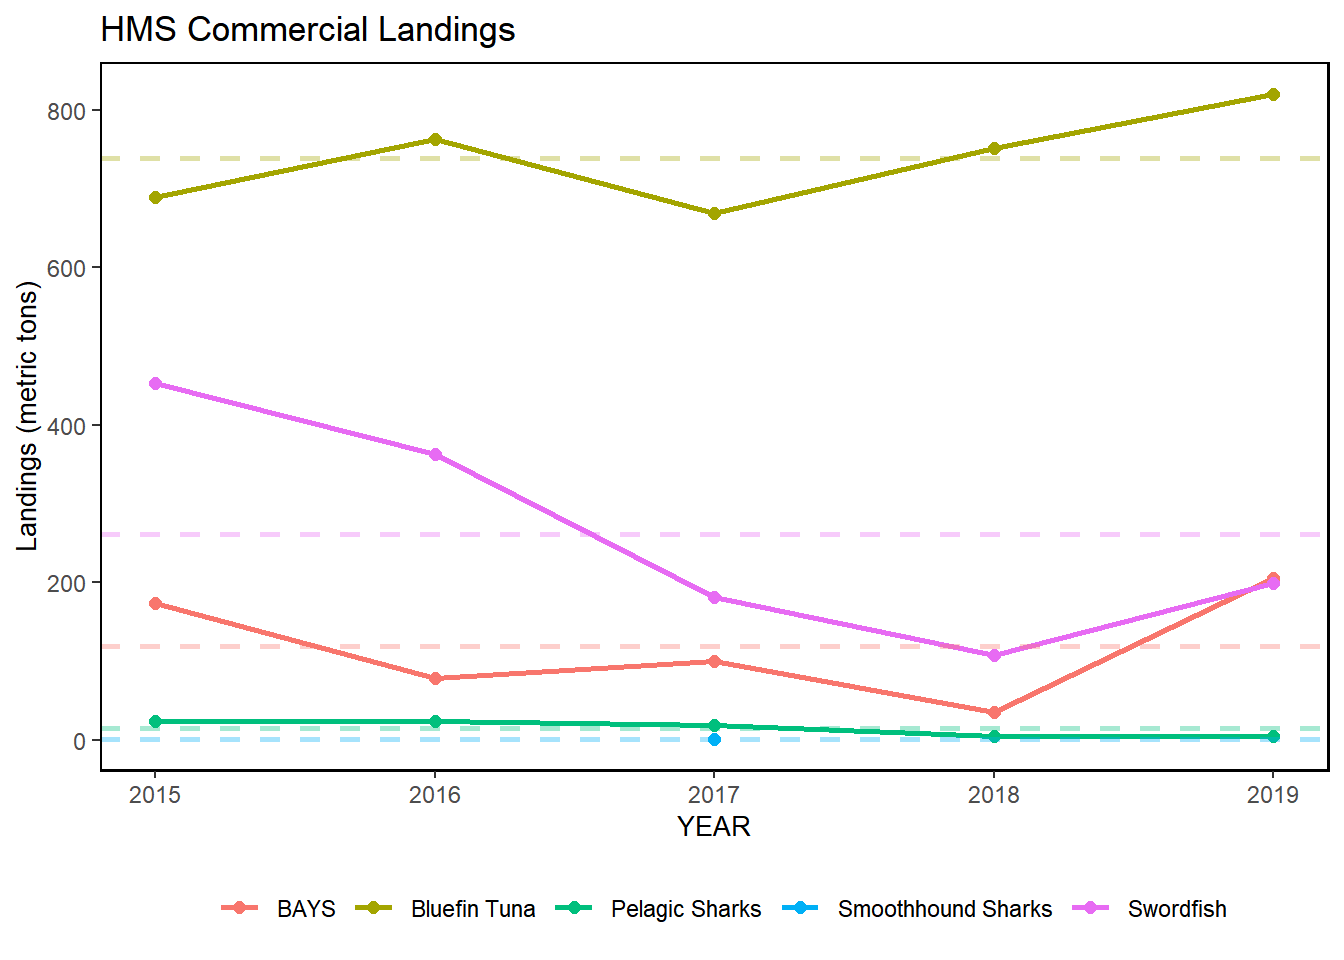 HMS Commercial Landings
Landings (metric tons)
800
600
400
200
0
2015 2016 2017 2018 2019
YEAR
BAYS Bluefin Tuna Pelagic Sharks Smoothhound Sharks Swordfish